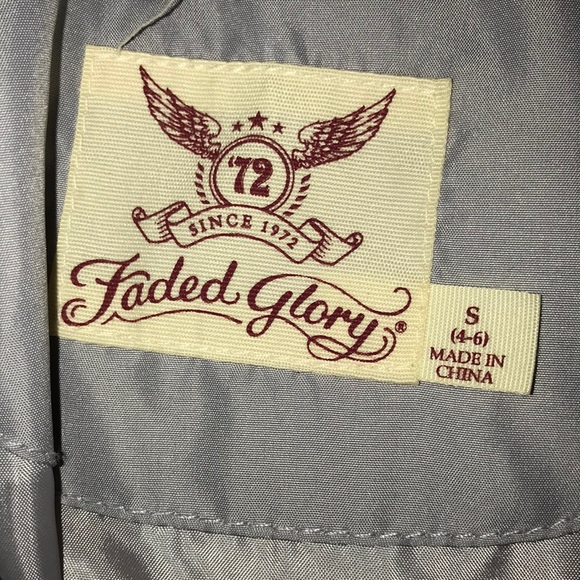 '72
SINCE 1972
Faded Glory®
S
(4-6)
MADE IN
CHINA